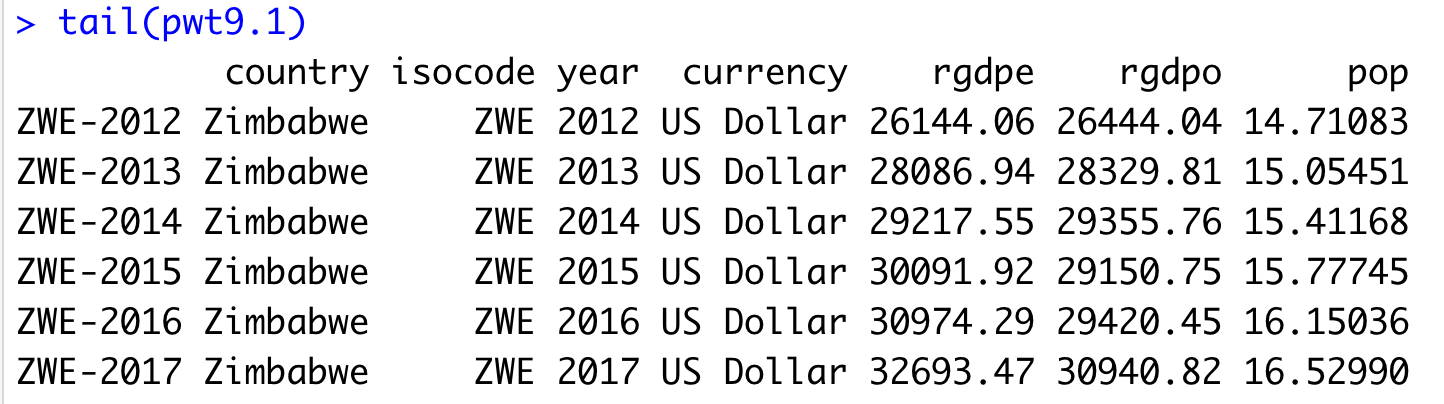 > tail(pwt9.1)
country isocode year currency rgdpe rgdpo pop
ZWE-2012 Zimbabwe ZWE 2012 US Dollar 26144.06 26444.04 14.71083
ZWE-2013 Zimbabwe ZWE 2013 US Dollar 28086.94 28329.81 15.05451
ZWE-2014 Zimbabwe ZWE 2014 US Dollar 29217.55 29355.76 15.41168
ZWE-2015 Zimbabwe ZWE 2015 US Dollar 30091.92 29150.75 15.77745
ZWE-2016 Zimbabwe ZWE 2016 US Dollar 30974.29 29420.45 16.15036
ZWE-2017 Zimbabwe ZWE 2017 US Dollar 32693.47 30940.82 16.52990